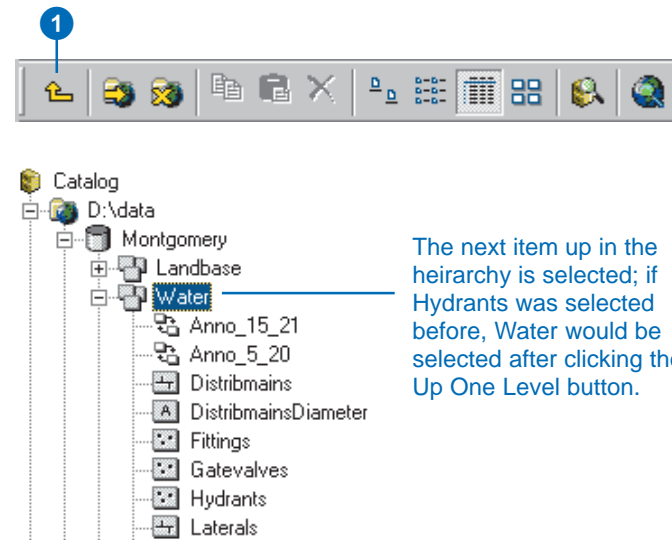 1
Catalog
D:\data
Montgomery
Landbase
Water
Anno_15_21
Anno_5_20
Distribmains
DistribmainsDiameter
Fittings
Gatevalves
Hydrants
Laterals
The next item up in the
heirarchy is selected; if
Hydrants was selected
before, Water would be
selected after clicking the
Up One Level button.